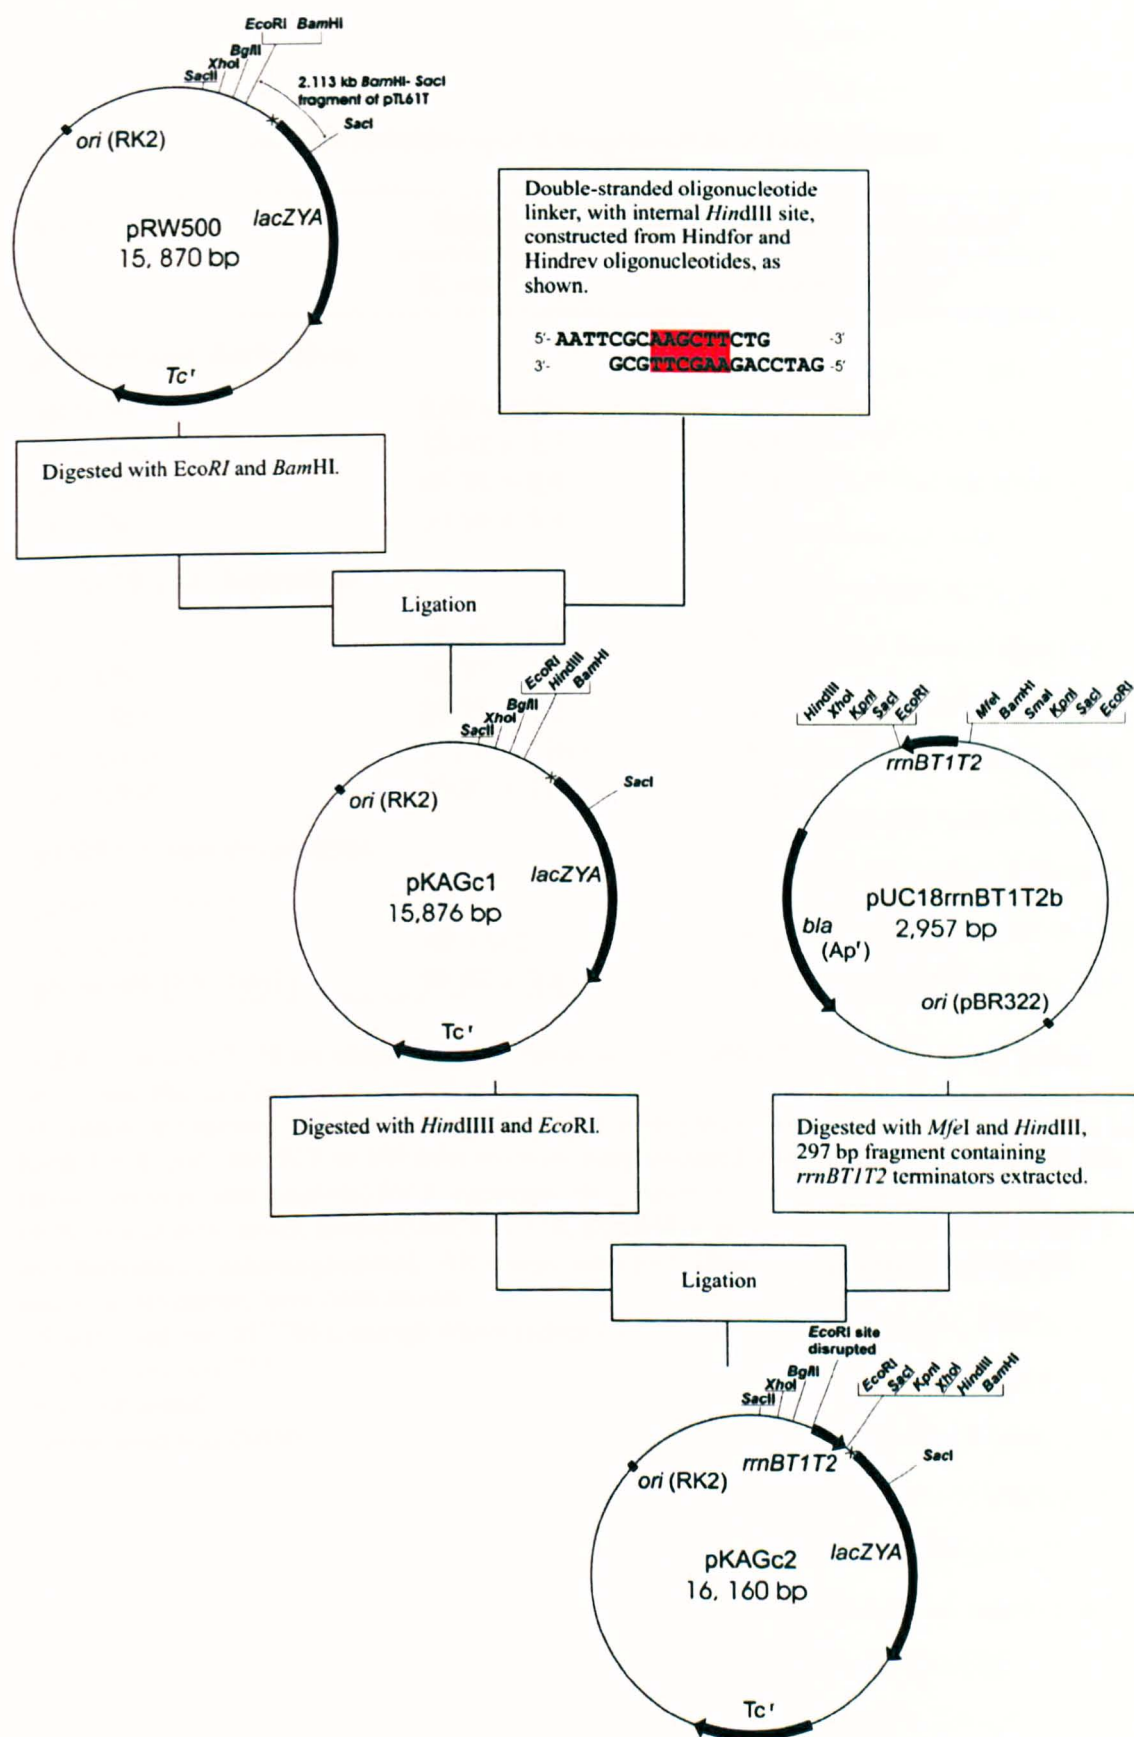 EcoRI BamHI
BglII
XhoI
SacII
2.113 kb BamHI- SacI
fragment of pTL61T
SacI
ori (RK2)
lacZYA
pRW500
15, 870 bp
Tc r
Double-stranded oligonucleotide
linker, with internal HindIII site,
constructed from Hindfor and
Hindrev oligonucleotides, as
shown.
5'- AATTCGCAAGCTTCTG -3'
3'- GCGTTCGAAGACCTAG -5'
Digested with EcoRI and BamHI.
Ligation
EcoRI HindIII BamHI
BglII
XhoI
SacII
SacI
ori (RK2)
lacZYA
pKAGc1
15,876 bp
Tc r
HindIII XhoI KpnI SacI EcoRI
MfeI BamHI SmaI KpnI SacI EcoRI
rrnBT1T2
pUC18rrnBT1T2b
2,957 bp
bla
(Ap r)
ori (pBR322)
Digested with HindIIII and EcoRI.
Digested with MfeI and HindIII,
297 bp fragment containing
rrnBT1T2 terminators extracted.
Ligation
EcoRI site
disrupted
EcoRI SacI KpnI XhoI HindIII BamHI
BglII
XhoI
SacII
SacI
rrnBT1T2
ori (RK2)
lacZYA
pKAGc2
16, 160 bp
Tc r